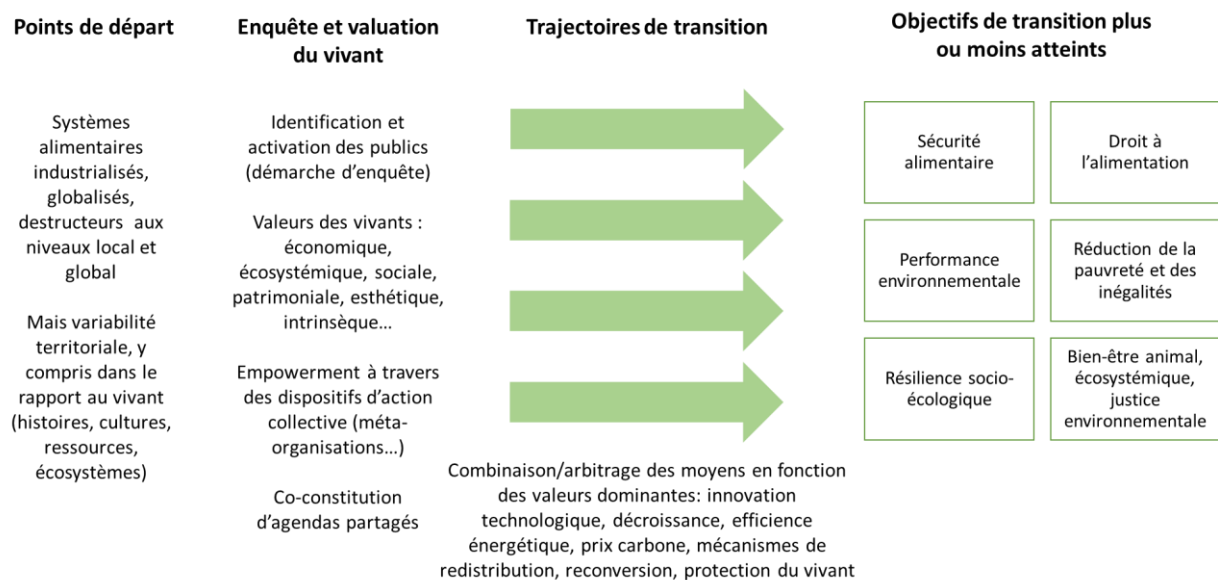 Points de départ
Systèmes
alimentaires
industrialisés,
globalisés,
destructeurs aux
niveaux local et
global
Mais variabilité
territoriale, y
compris dans le
rapport au vivant
(histoires, cultures,
ressources,
écosystèmes)
Enquête et valuation
du vivant
Identification et
activation des publics
(démarche d’enquête)
Valeurs des vivants :
économique,
écosystémique, sociale,
patrimoniale, esthétique,
intrinsèque…
Empowerment à travers
des dispositifs d’action
collective (méta-
organisations…)
Co-constitution
d’agendas partagés
Trajectoires de transition
Combinaison/arbitrage des moyens en fonction
des valeurs dominantes: innovation
technologique, décroissance, efficience
énergétique, prix carbone, mécanismes de
redistribution, reconversion, protection du vivant
Objectifs de transition plus
ou moins atteints
Sécurité
alimentaire
Droit à
l’alimentation
Performance
environnementale
Réduction de la
pauvreté et des
inégalités
Résilience socio-
écologique
Bien-être animal,
écosystémique,
justice
environnementale